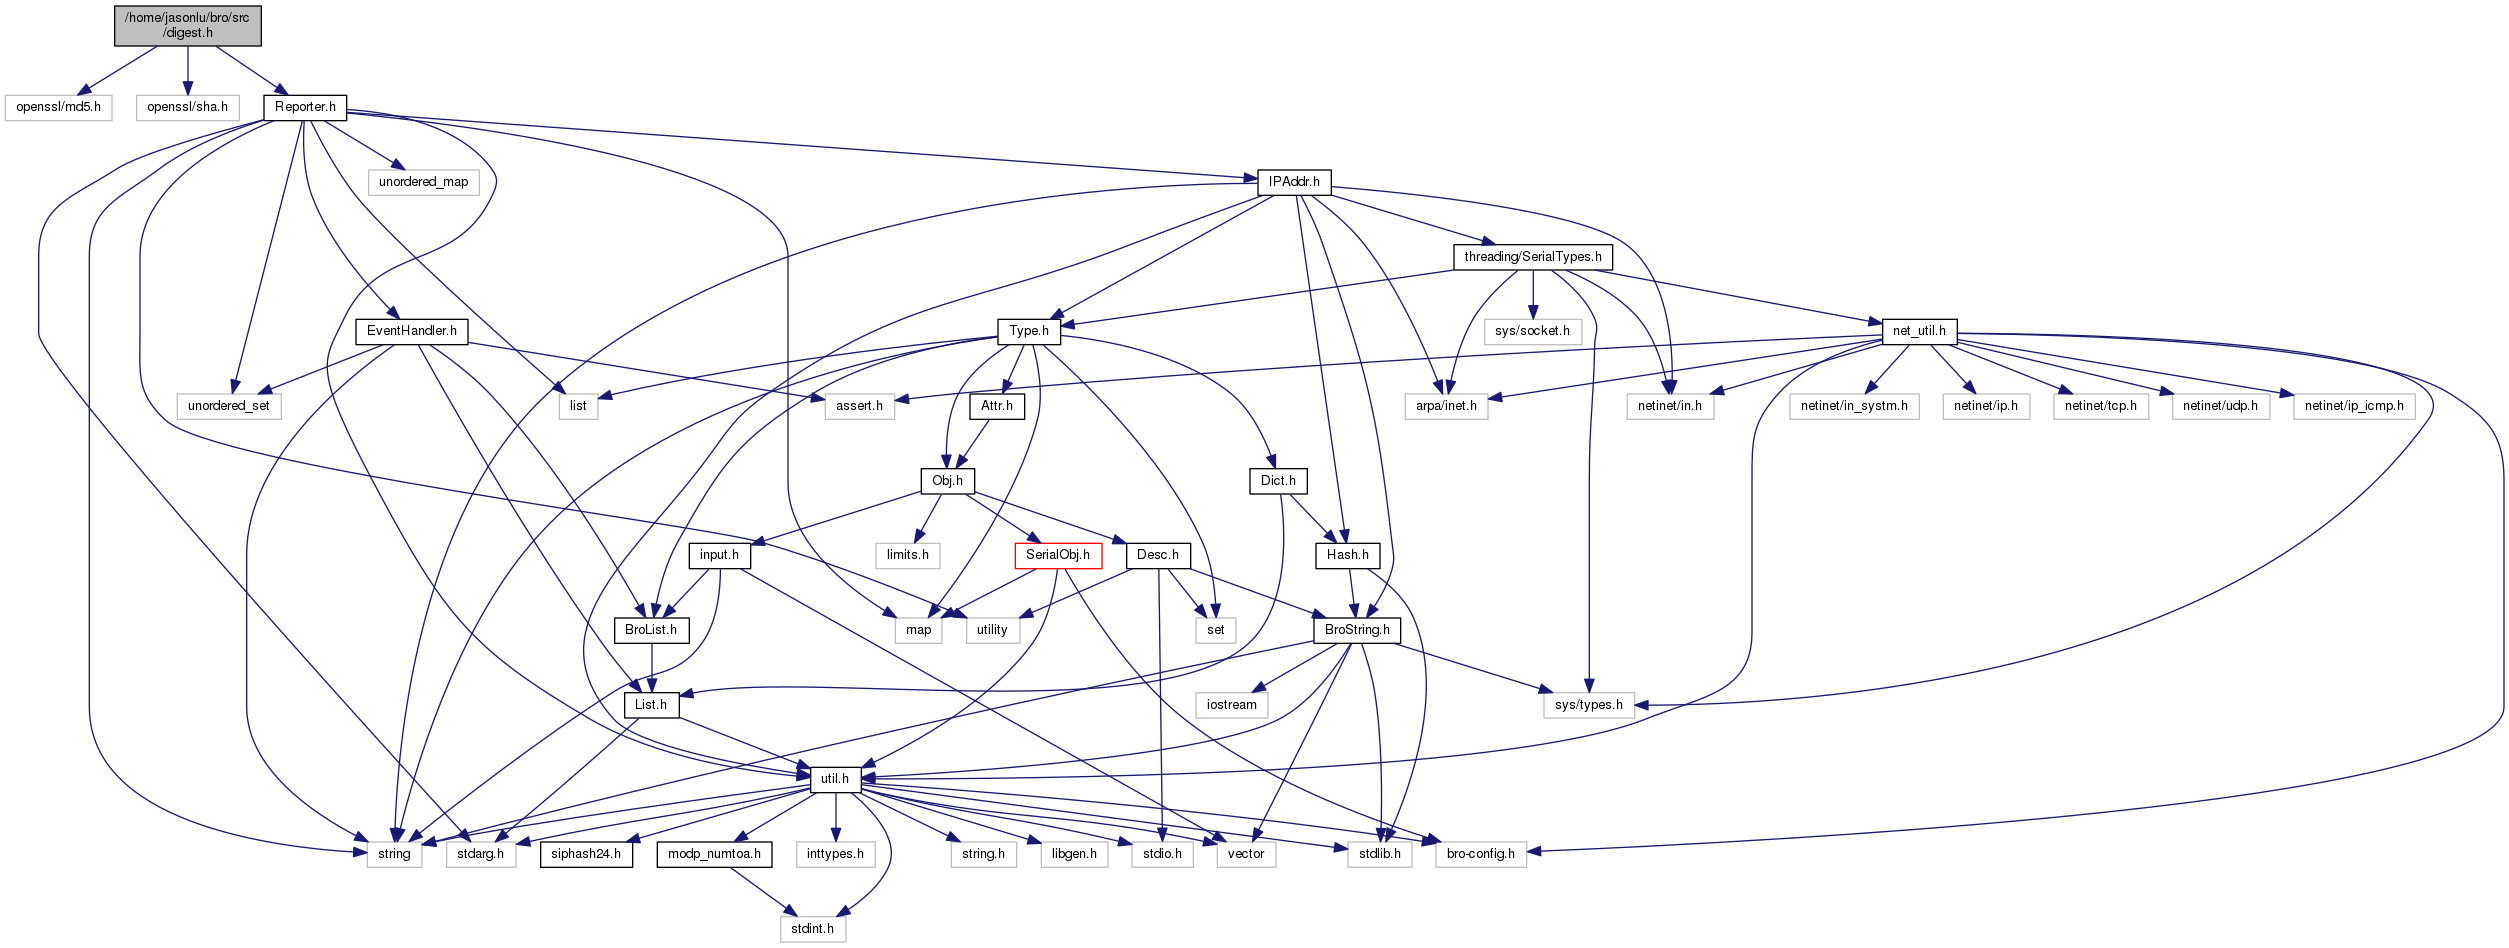 /home/jasonlu/bro/src
/digest.h
openssl/md5.h
openssl/sha.h
Reporter.h
unordered_map
IPAddr.h
threading/SerialTypes.h
EventHandler.h
Type.h
sys/socket.h
net_util.h
unordered_set
list
assert.h
Attr.h
arpa/inet.h
netinet/in.h
netinet/in_systm.h
netinet/ip.h
netinet/tcp.h
netinet/udp.h
netinet/ip_icmp.h
Obj.h
Dict.h
input.h
limits.h
SerialObj.h
Desc.h
Hash.h
BroList.h
map
utility
set
BroString.h
List.h
iostream
sys/types.h
util.h
string
stdarg.h
siphash24.h
modp_numtoa.h
inttypes.h
string.h
libgen.h
stdio.h
vector
stdlib.h
bro-config.h
stdint.h